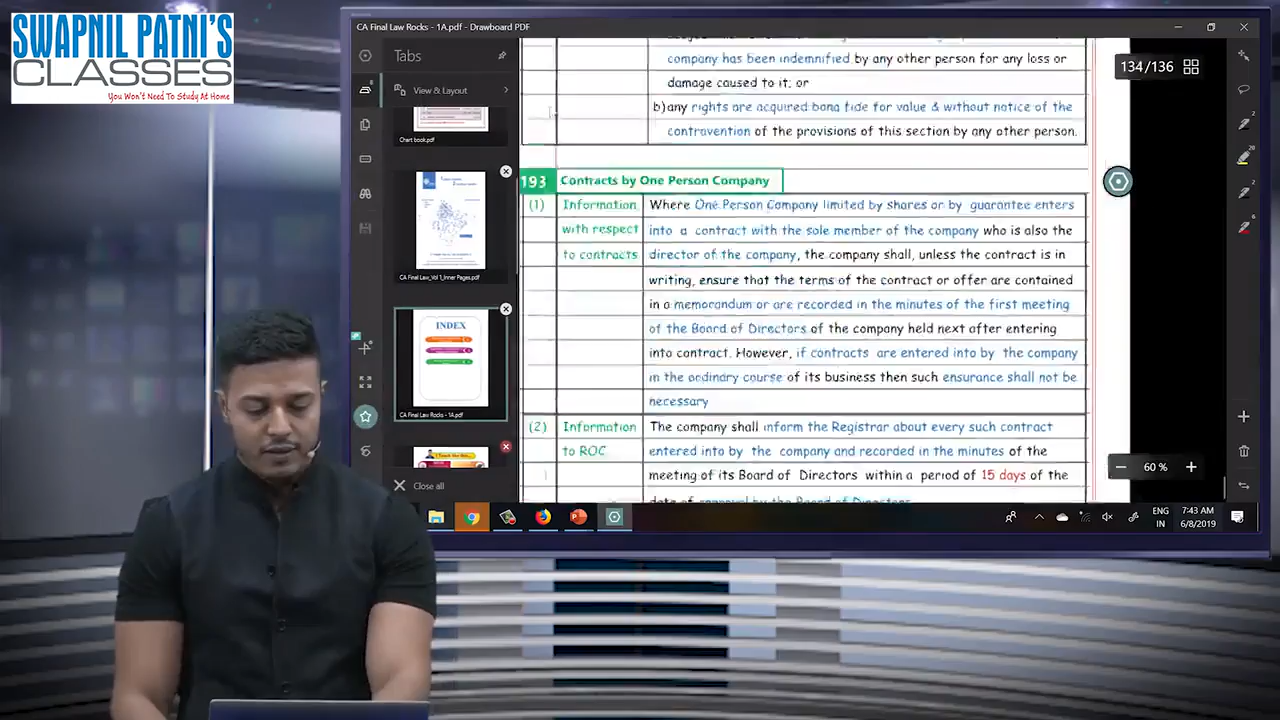 SWAPNIL PATNI'S
CLASSES
You Won't Need To Study At Home
CA Final Law Rocks - 1A.pdf - Drawboard PDF
Tabs
View & Layout
Chart book.pdf
CA Final Law_Vol 1_Inner Pages.pdf
INDEX
CA Final Law Rocks - 1A.pdf
Close all
134/136
company has been indemnified by any other person for any loss or
damage caused to it; or
b) any rights are acquired bona fide for value & without notice of the
contravention of the provisions of this section by any other person.
193 Contracts by One Person Company
(1) Information with respect to contracts
Where One Person Company limited by shares or by guarantee enters
into a contract with the sole member of the company who is also the
director of the company, the company shall, unless the contract is in
writing, ensure that the terms of the contract or offer are contained
in a memorandum or are recorded in the minutes of the first meeting
of the Board of Directors of the company held next after entering
into contract. However, if contracts are entered into by the company
in the ordinary course of its business then such ensurance shall not be
necessary
(2) Information to ROC
The company shall inform the Registrar about every such contract
entered into by the company and recorded in the minutes of the
meeting of its Board of Directors within a period of 15 days of the
date of approval by the Board of Directors
60 %
ENG
IN
7:43 AM
6/8/2019